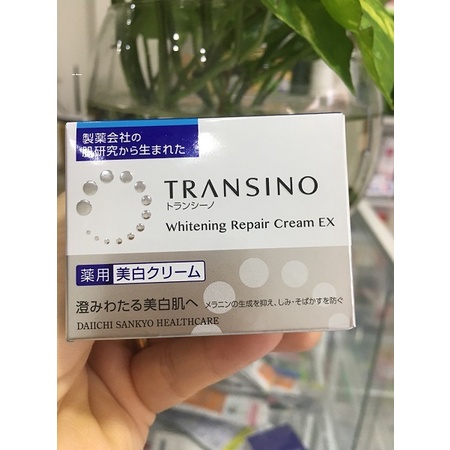 製薬会社の
肌研究から生まれた
TRANSINO
トランシーノ
Whitening Repair Cream EX
薬用 美白クリーム
澄みわたる美白肌へ メラニンの生成を抑え、しみ・そばかすを防ぐ
DAIICHI SANKYO HEALTHCARE